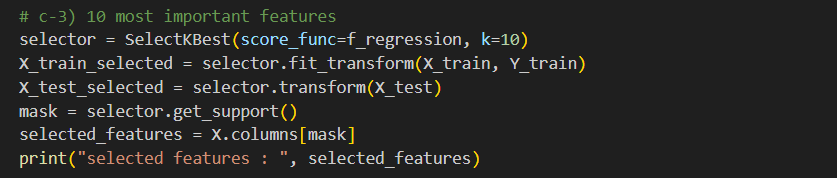 # c-3) 10 most important features
selector = SelectKBest(score_func=f_regression, k=10)
X_train_selected = selector.fit_transform(X_train, Y_train)
X_test_selected = selector.transform(X_test)
mask = selector.get_support()
selected_features = X.columns[mask]
print("selected features : ", selected_features)